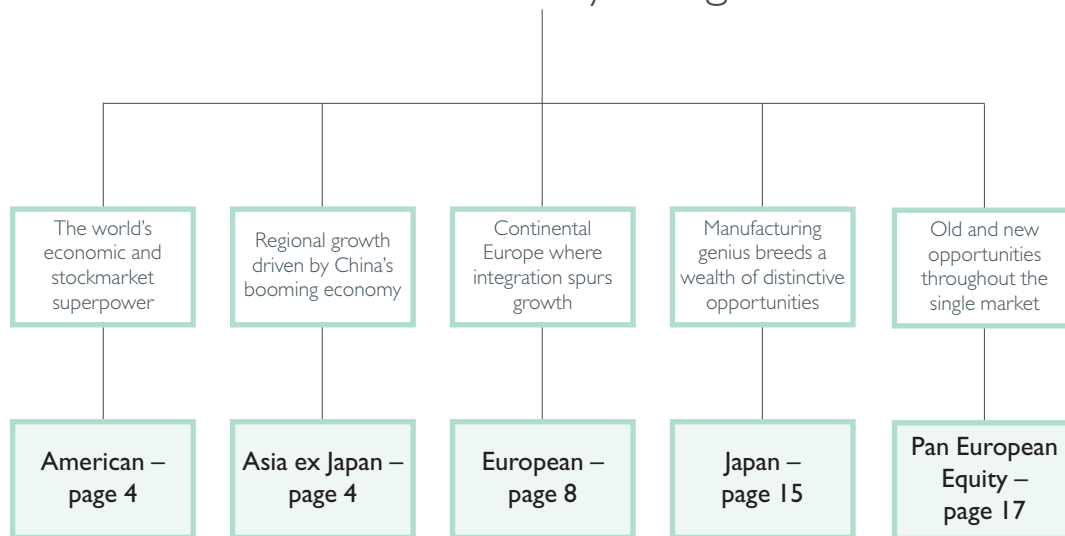 The world's
economic and
stockmarket
superpower
Regional growth
driven by China's
booming economy
Continental
Europe where
integration spurs
growth
Manufacturing
genius breeds a
wealth of distinctive
opportunities
Old and new
opportunities
throughout the
single market
American –
page 4
Asia ex Japan –
page 4
European –
page 8
Japan –
page 15
Pan European
Equity –
page 17